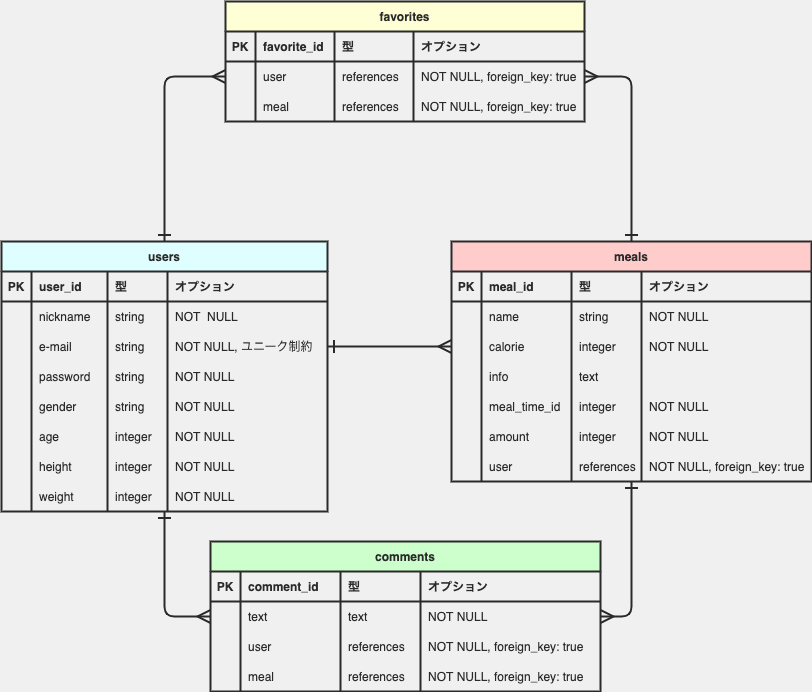 favorites
PK favorite_id 型 オプション
user references NOT NULL, foreign_key: true
meal references NOT NULL, foreign_key: true
users
PK user_id 型 オプション
nickname string NOT  NULL
e-mail string NOT NULL, ユニーク制約
password string NOT NULL
gender string NOT NULL
age integer NOT NULL
height integer NOT NULL
weight integer NOT NULL
meals
PK meal_id 型 オプション
name string NOT NULL
calorie integer NOT NULL
info text
meal_time_id integer NOT NULL
amount integer NOT NULL
user references NOT NULL, foreign_key: true
comments
PK comment_id 型 オプション
text text NOT NULL
user references NOT NULL, foreign_key: true
meal references NOT NULL, foreign_key: true